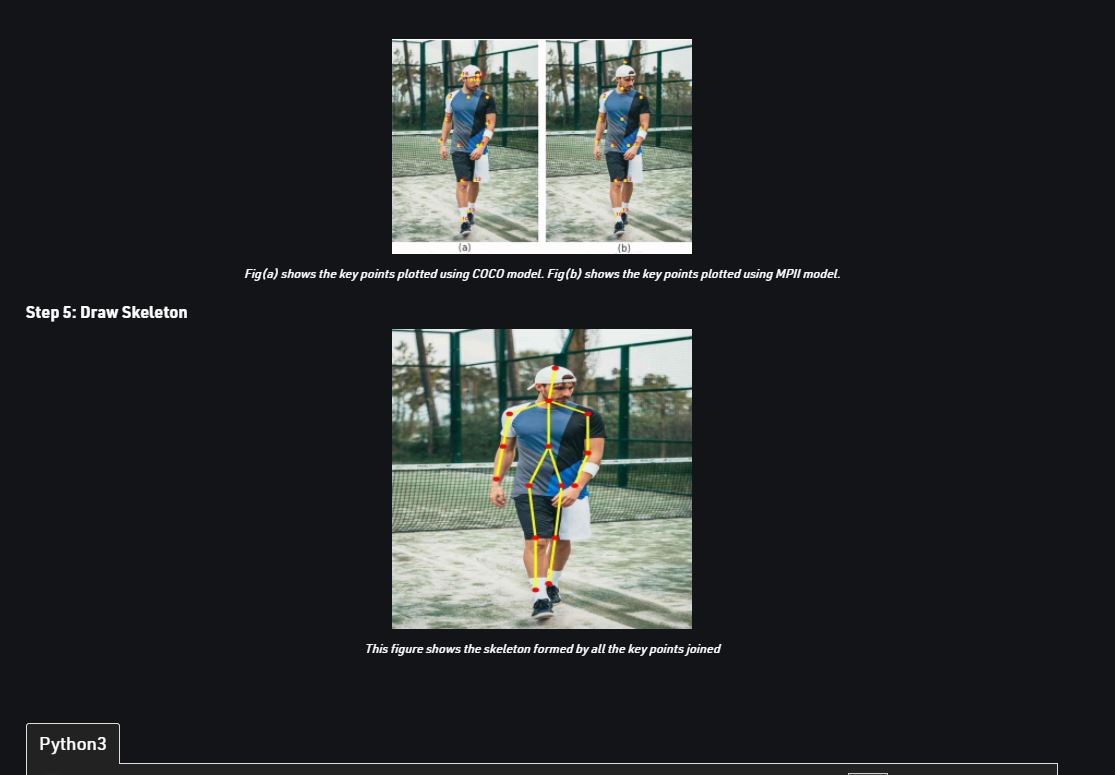 (a) (b)
Fig(a) shows the key points plotted using COCO model. Fig(b) shows the key points plotted using MPII model.
Step 5: Draw Skeleton
This figure shows the skeleton formed by all the key points joined
Python3